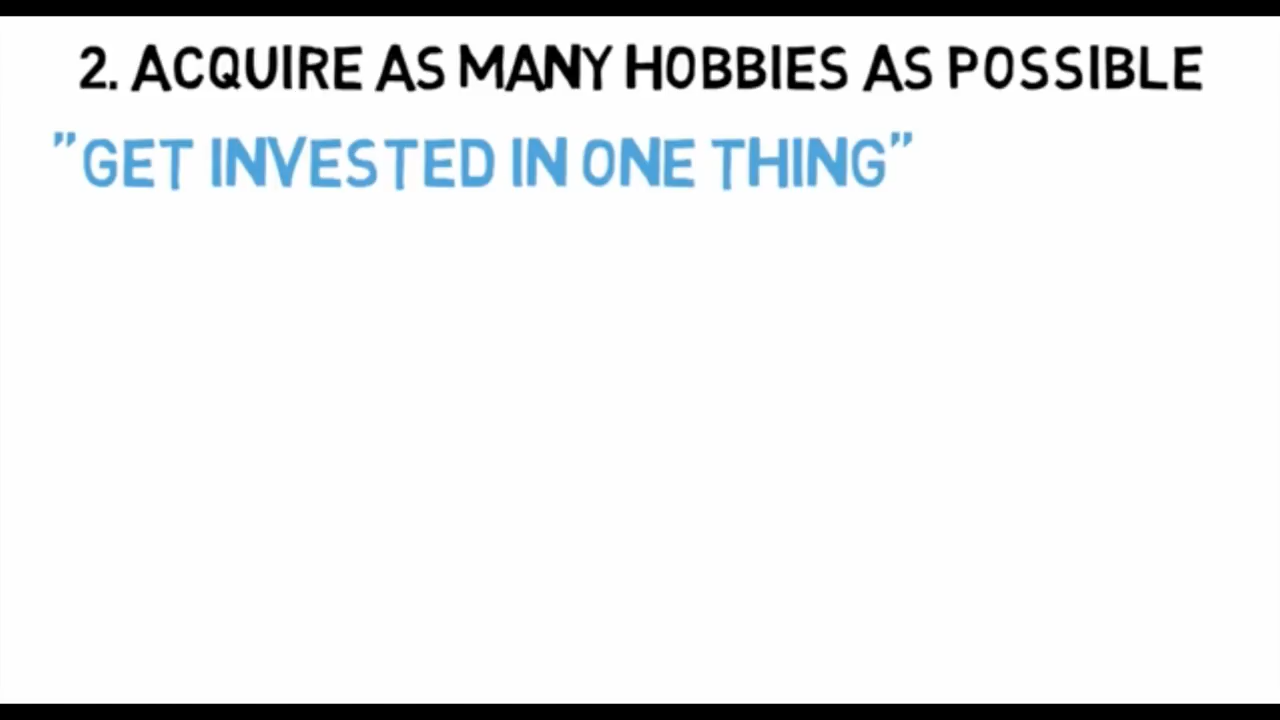 2. ACQUIRE AS MANY HOBBIES AS POSSIBLE
"GET INVESTED IN ONE THING"